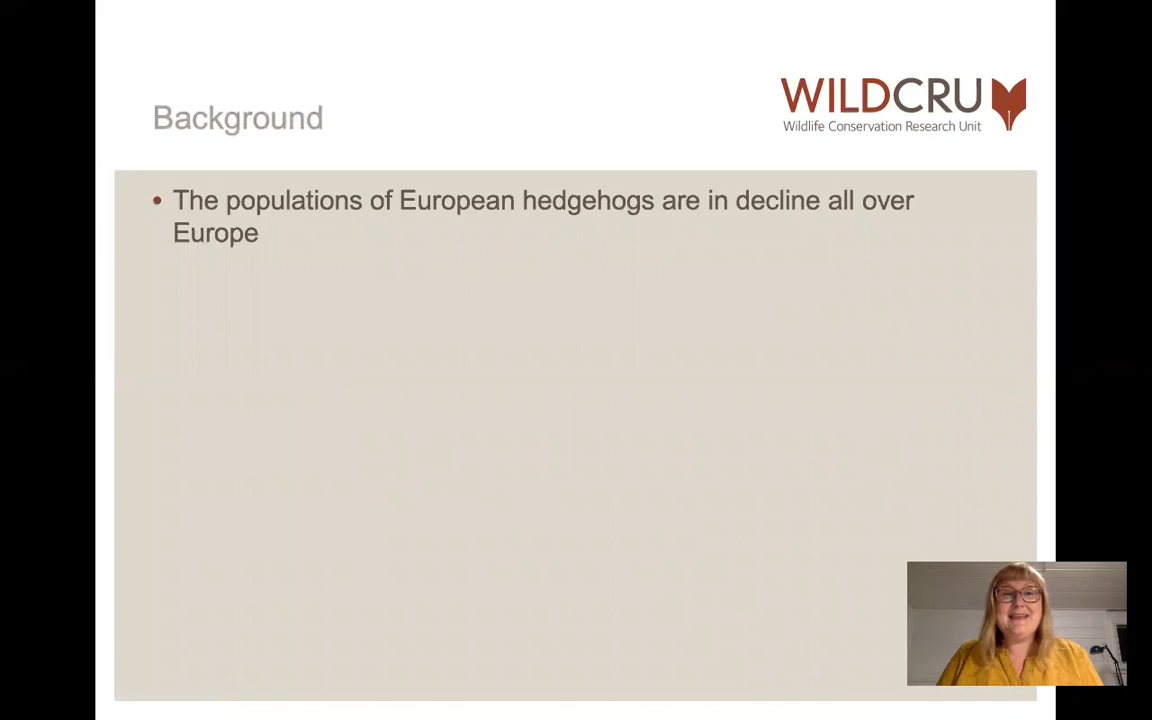 Background
WILDCRU
Wildlife Conservation Research Unit
• The populations of European hedgehogs are in decline all over
Europe